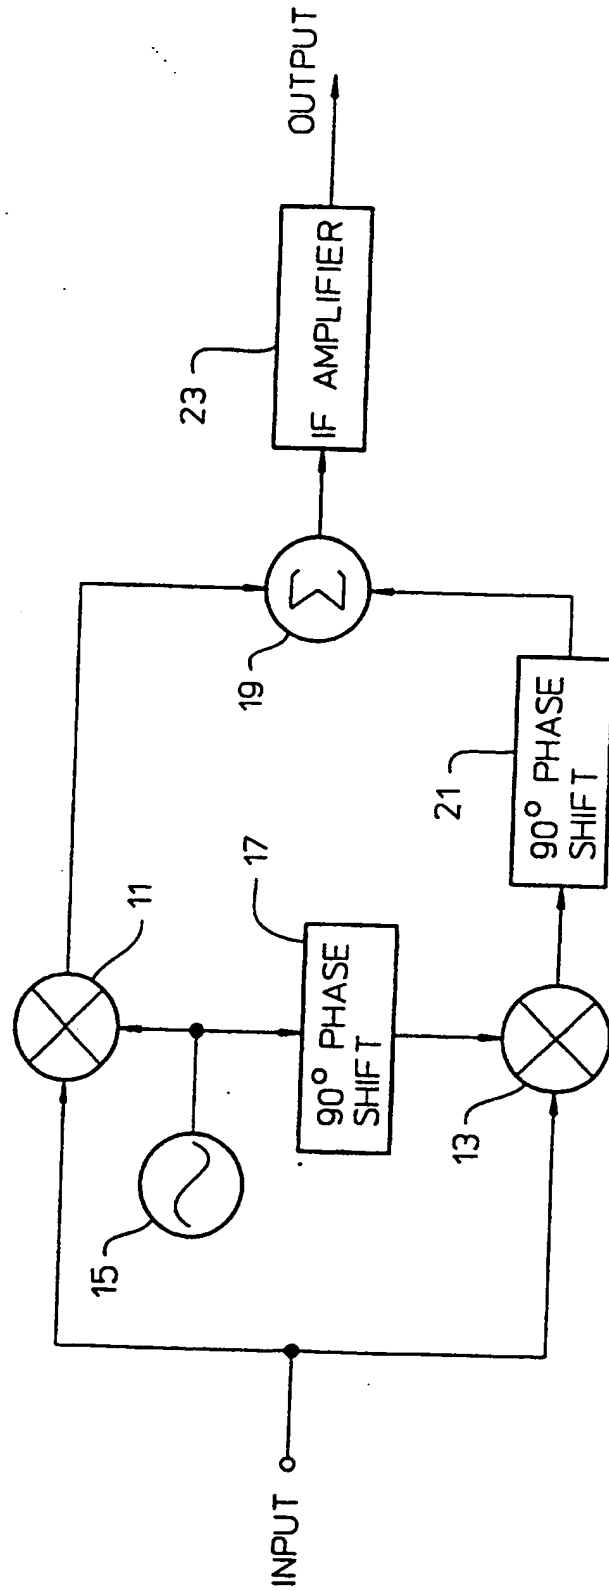 INPUT
15
11
17
90° PHASE
SHIFT
13
19
21
90° PHASE
SHIFT
Σ
23
IF AMPLIFIER
OUTPUT